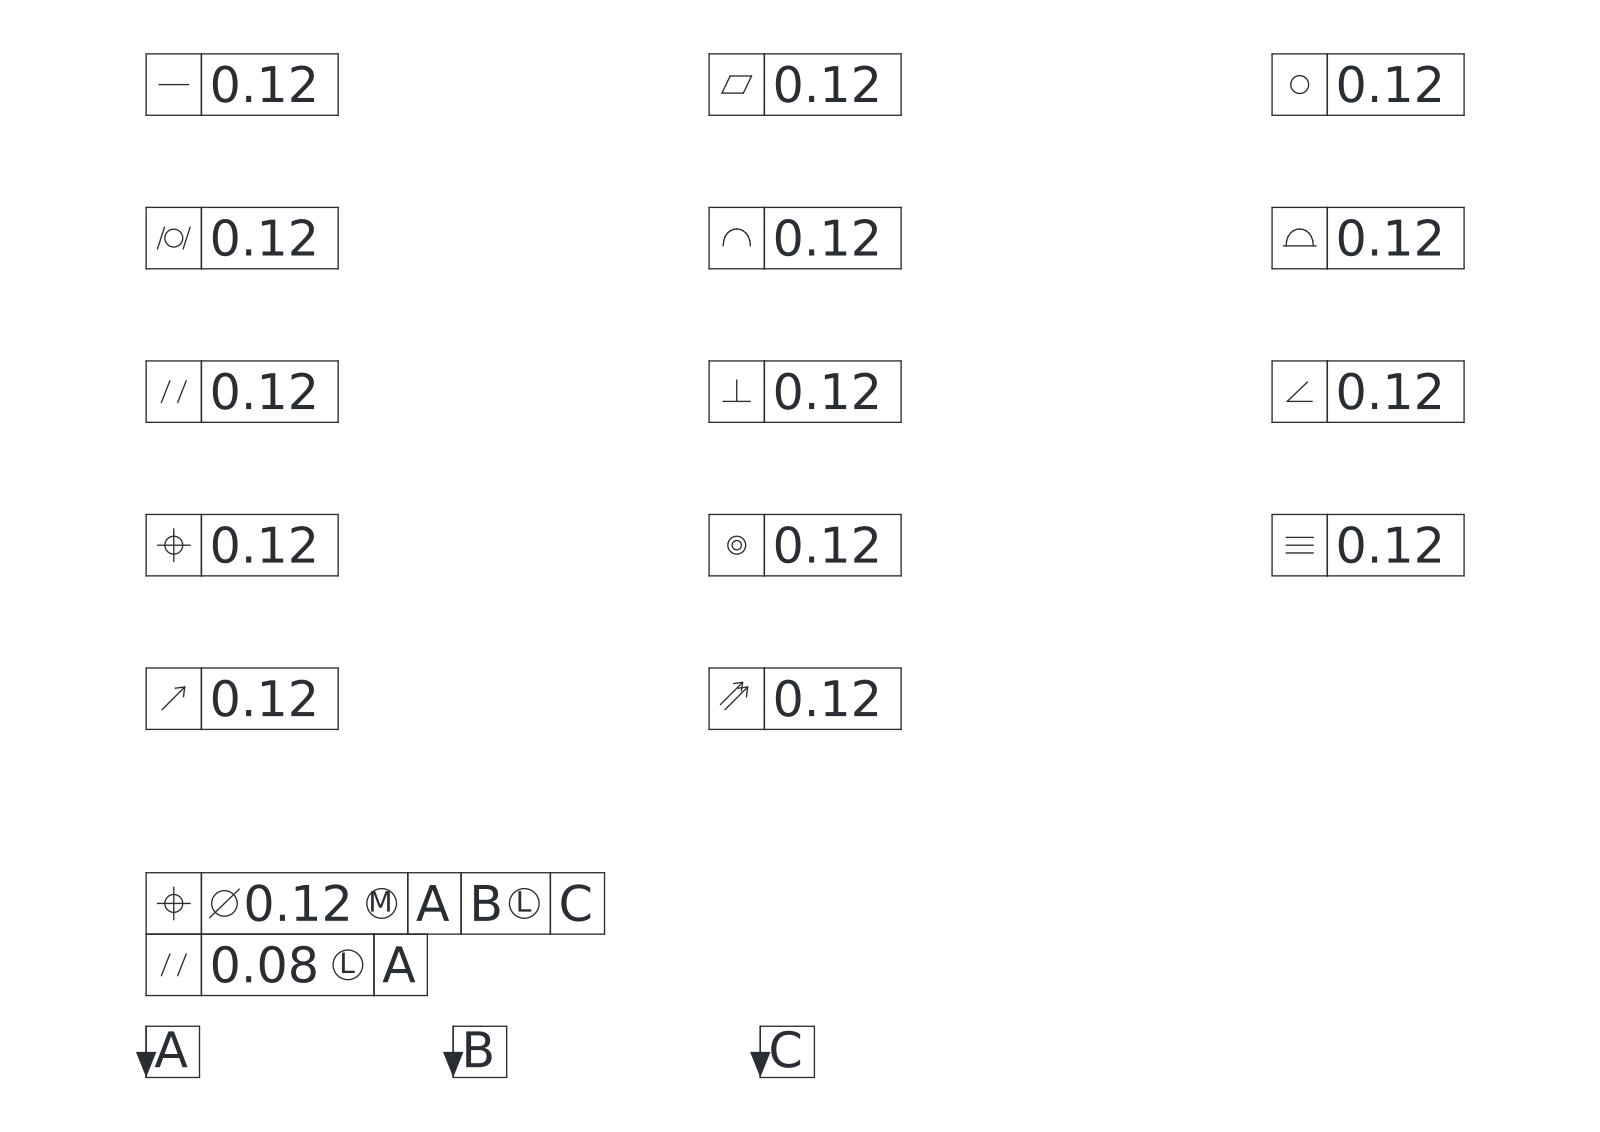 ⏤ 0.12 ⏥ 0.12 ○ 0.12
⌭ 0.12 ⌒ 0.12 ⌓ 0.12
// 0.12 ⟂ 0.12 ∠ 0.12
⌖ 0.12 ◎ 0.12 ⌯ 0.12
↗ 0.12 ⌰ 0.12
⌖ ⌀0.12 Ⓜ A B Ⓛ C
// 0.08 Ⓛ A
A B C